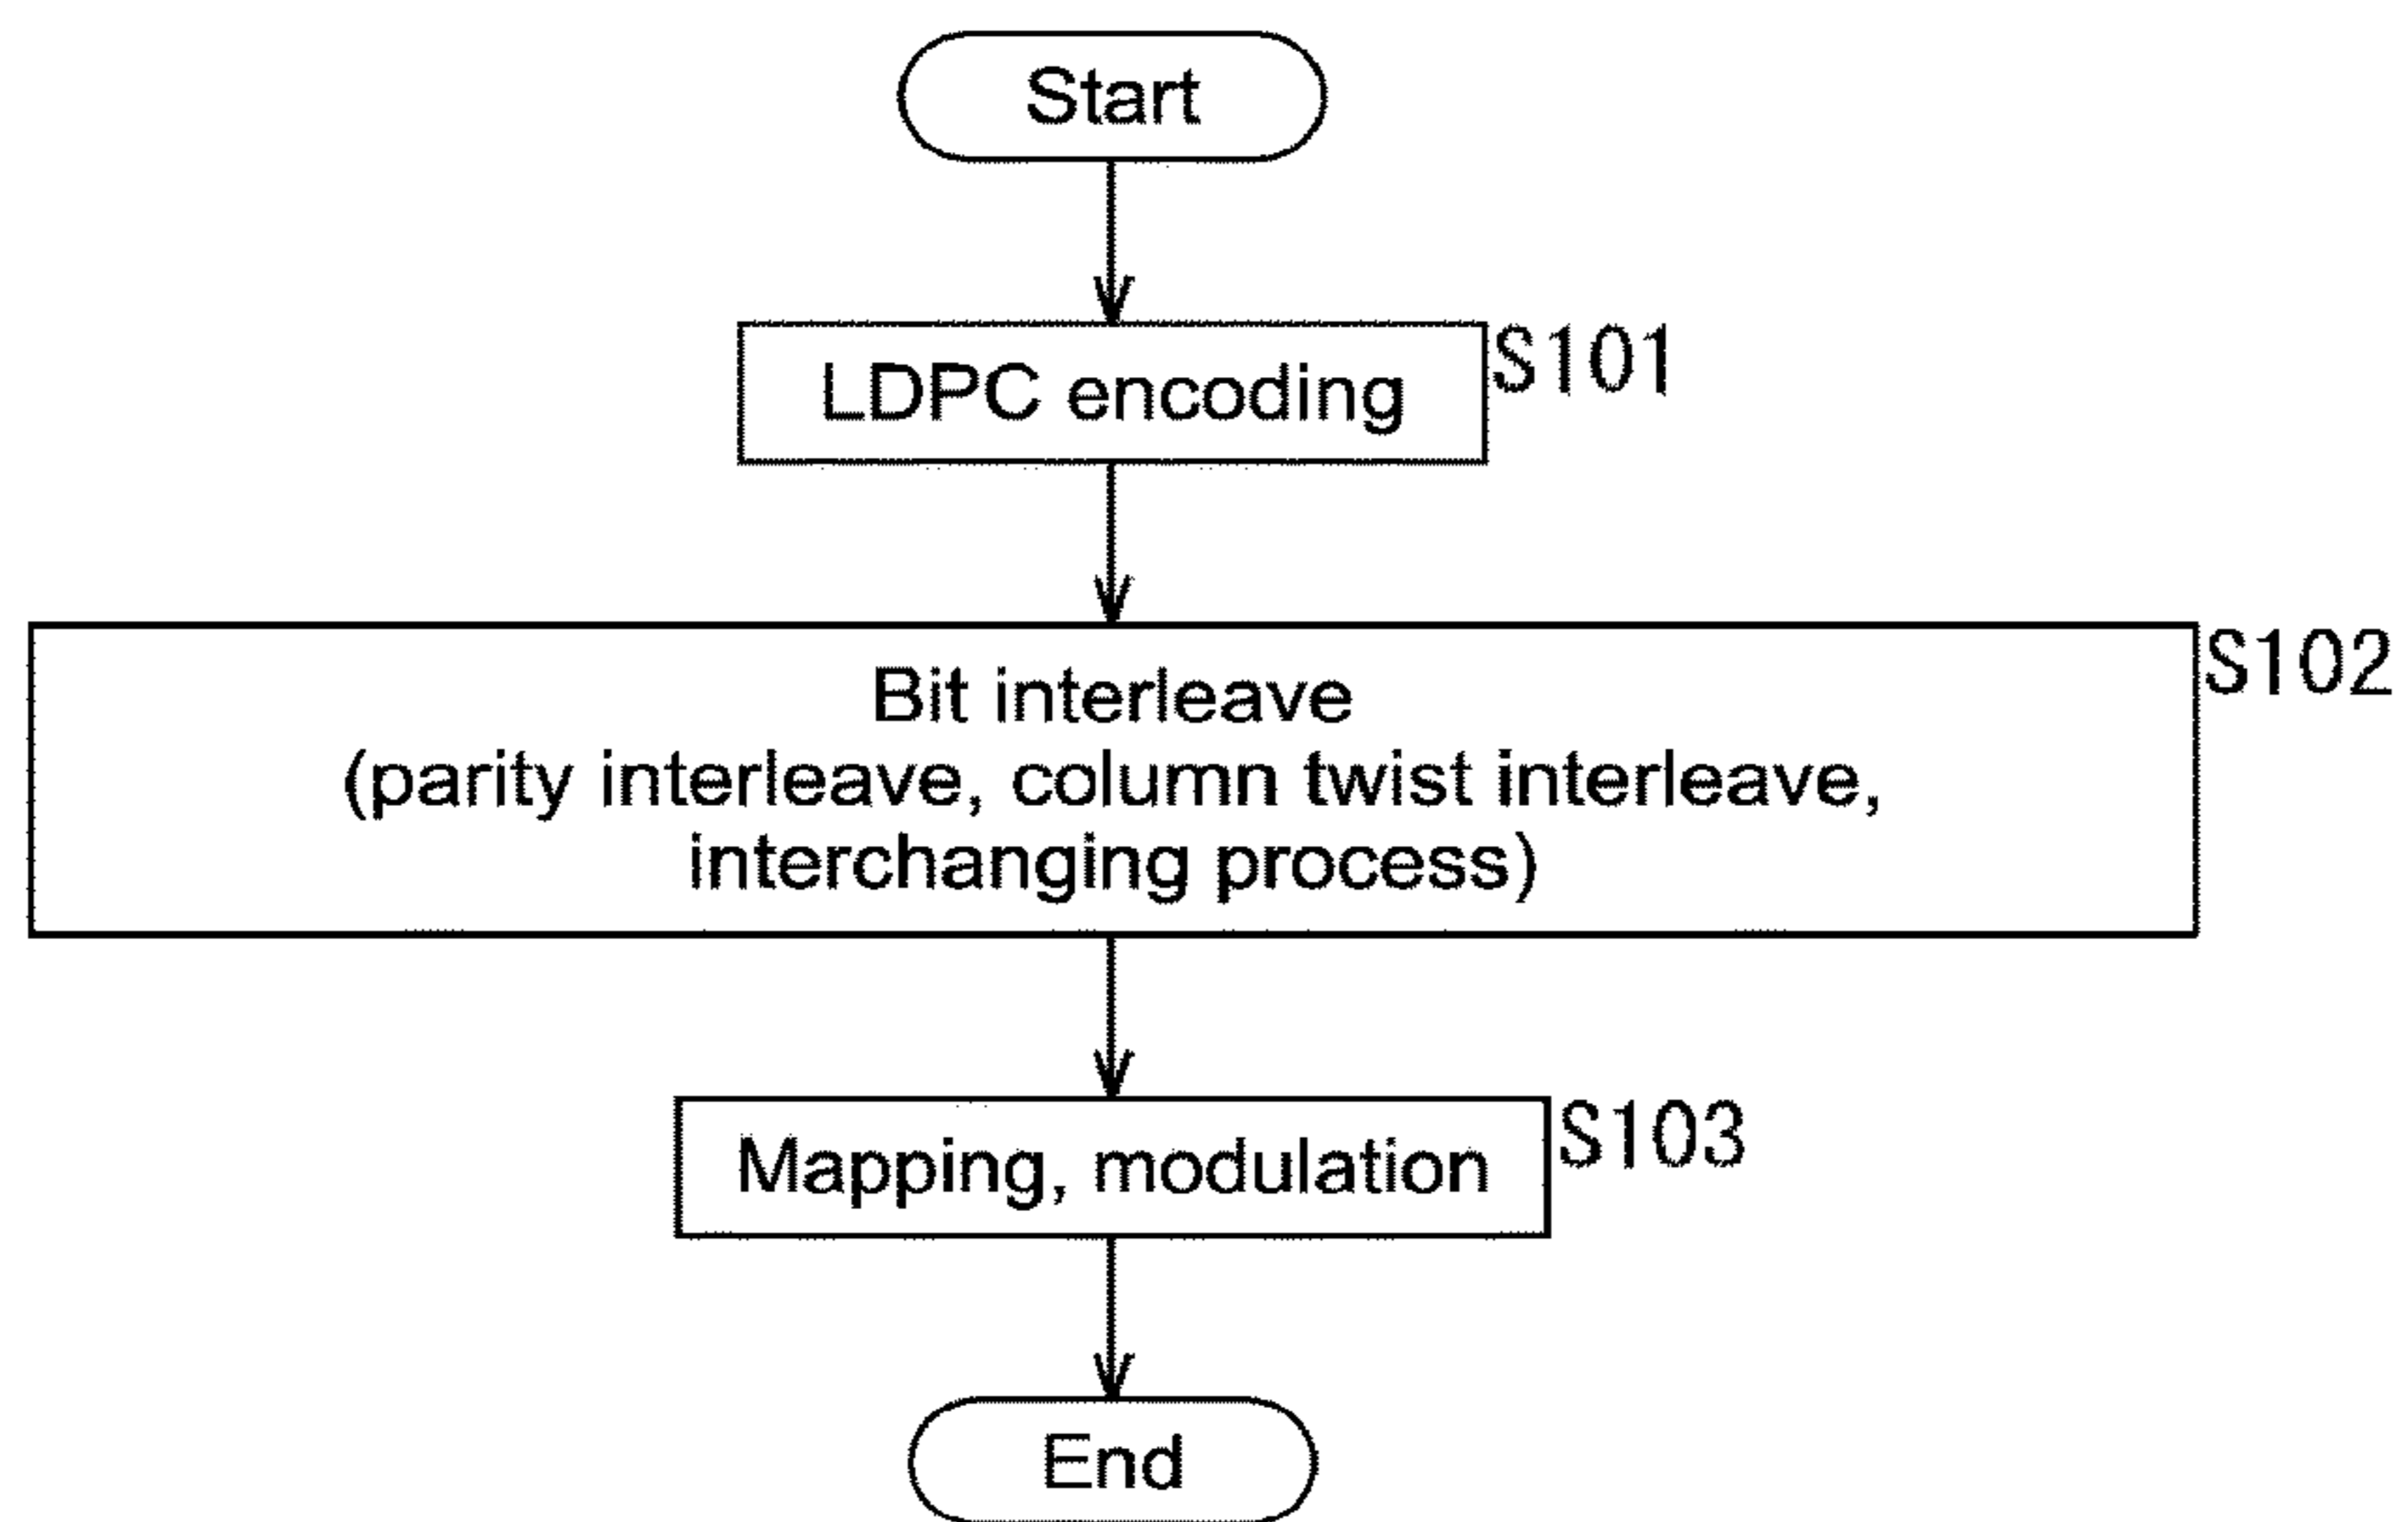 Start
LDPC encoding
S101
Bit interleave
(parity interleave, column twist interleave,
interchanging process)
S102
Mapping, modulation
S103
End